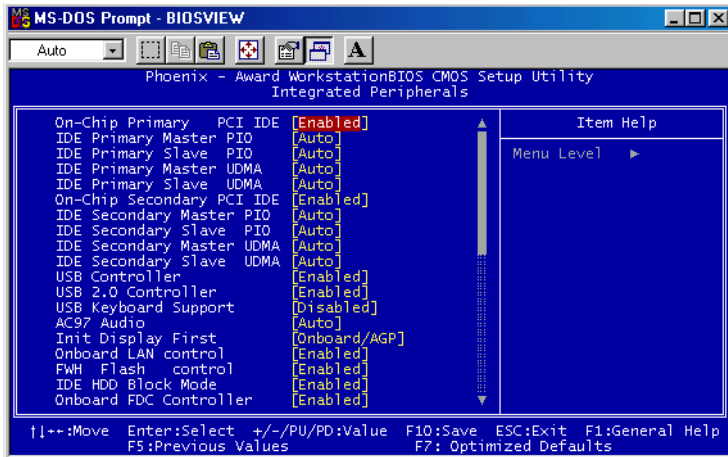 MS-DOS Prompt - BIOSVIEW
Auto
A
Phoenix - Award WorkstationBIOS CMOS Setup Utility
Integrated Peripherals
On-Chip Primary PCI IDE [Enabled]
IDE Primary Master PIO [Auto]
IDE Primary Slave PIO [Auto]
IDE Primary Master UDMA [Auto]
IDE Primary Slave UDMA [Auto]
On-Chip Secondary PCI IDE [Enabled]
IDE Secondary Master PIO [Auto]
IDE Secondary Slave PIO [Auto]
IDE Secondary Master UDMA [Auto]
IDE Secondary Slave UDMA [Auto]
USB Controller [Enabled]
USB 2.0 Controller [Enabled]
USB Keyboard Support [Disabled]
AC97 Audio [Auto]
Init Display First [Onboard/AGP]
Onboard LAN control [Enabled]
FWH Flash control [Enabled]
IDE HDD Block Mode [Enabled]
Onboard FDC Controller [Enabled]
Item Help
Menu Level ►
↑↓↔:Move Enter:Select +/-/PU/PD:Value F10:Save ESC:Exit F1:General Help
F5:Previous Values F7: Optimized Defaults